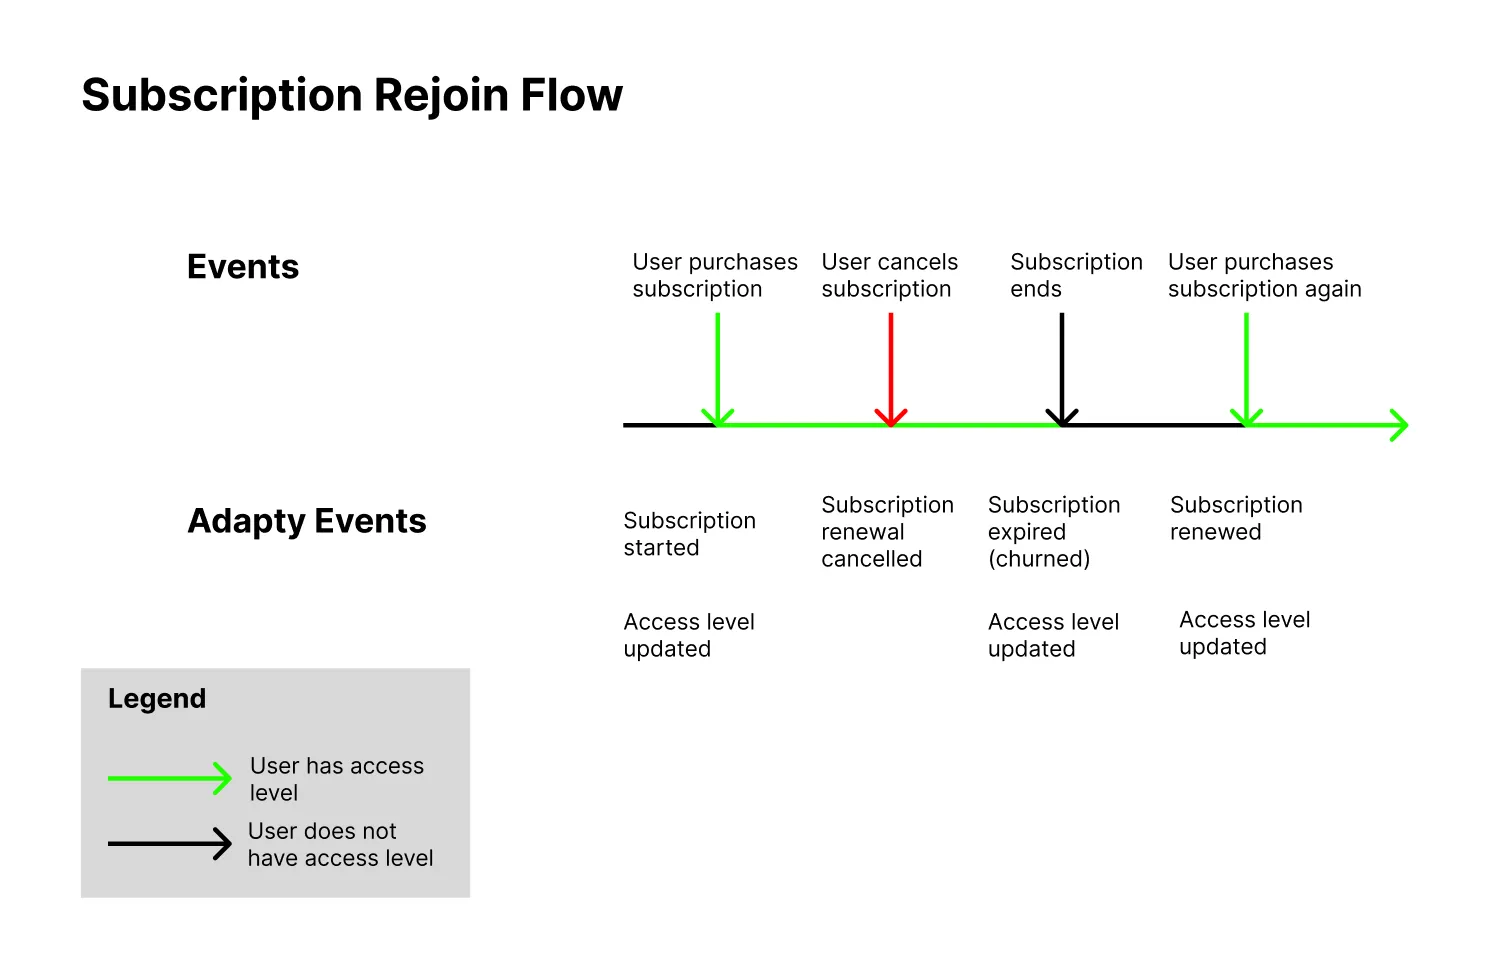 Subscription Rejoin Flow
Events
User purchases
subscription
User cancels
subscription
Subscription
ends
User purchases
subscription again
Adapty Events
Subscription
started
Subscription
renewal
cancelled
Subscription
expired
(churned)
Subscription
renewed
Access level
updated
Access level
updated
Access level
updated
Legend
User has access
level
User does not
have access level